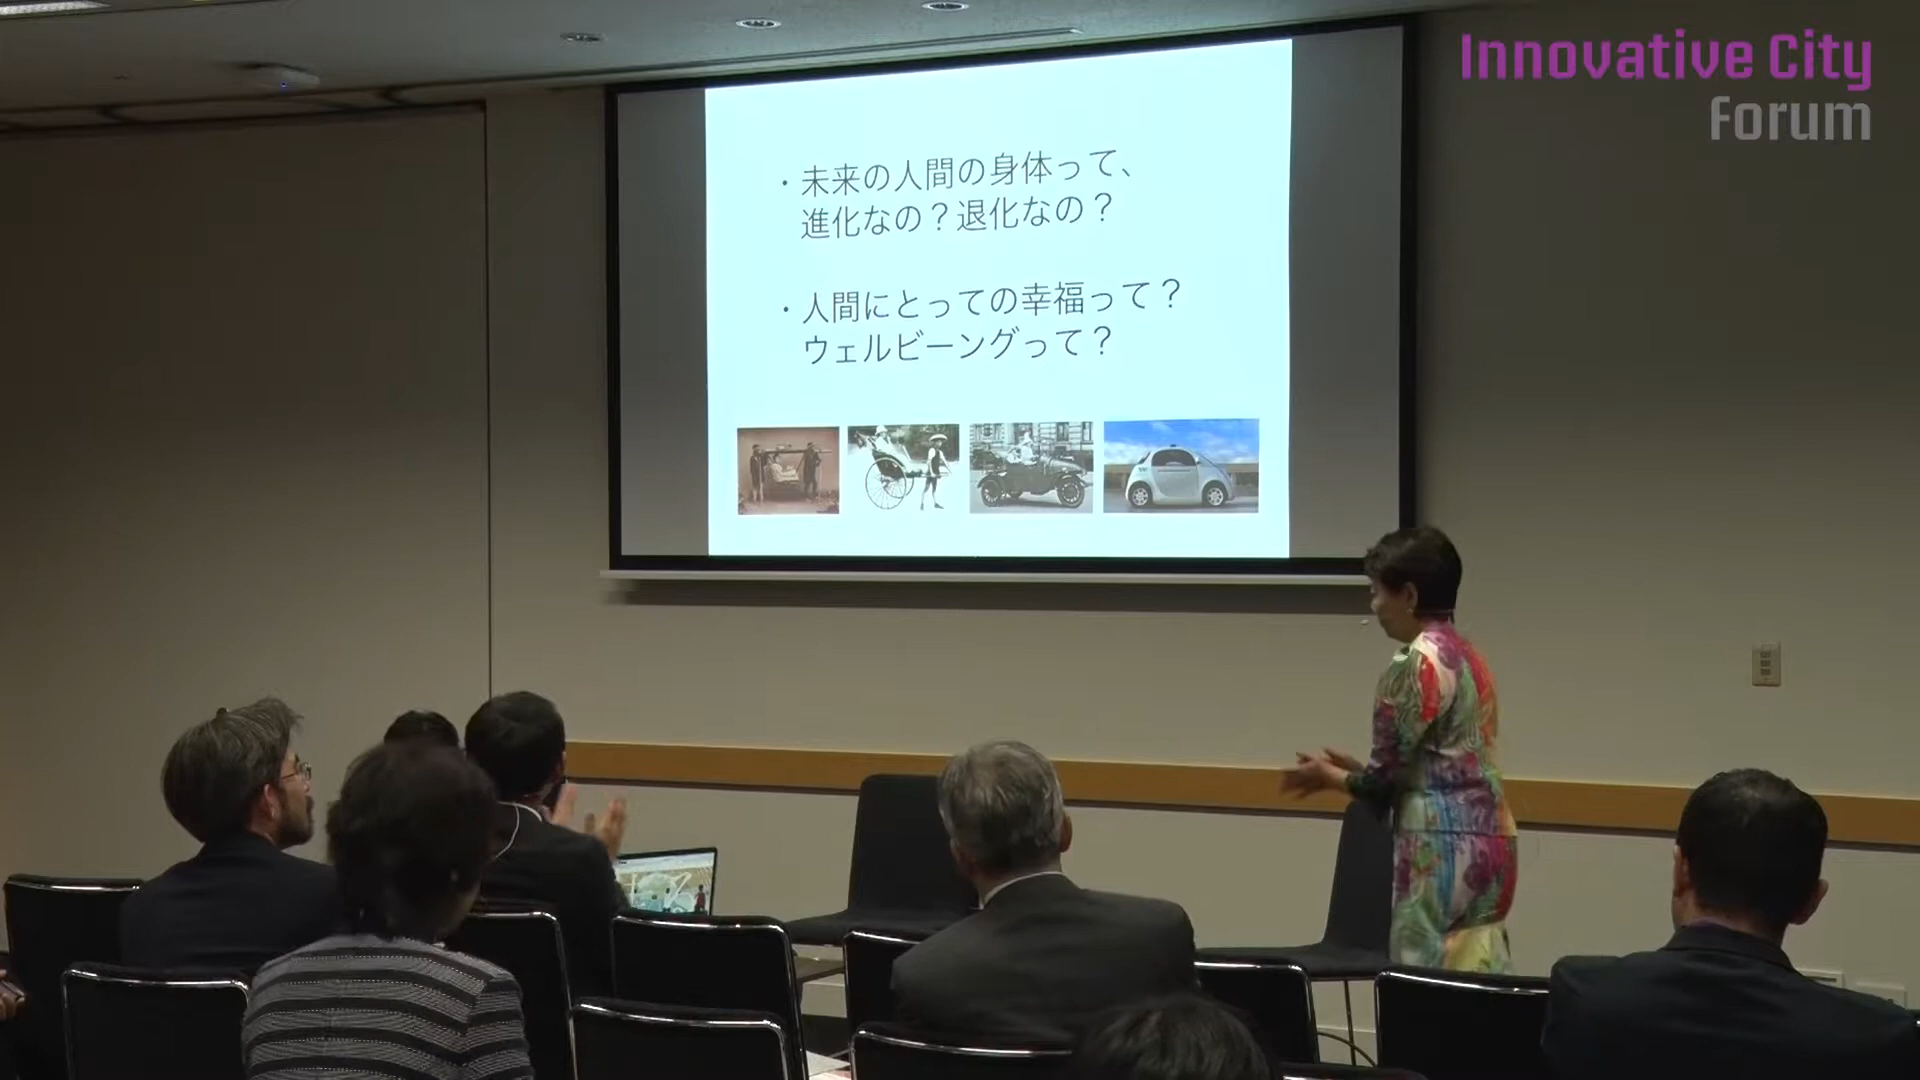 Innovative City
Forum
・未来の人間の身体って、
進化なの？退化なの？
・人間にとっての幸福って？
ウェルビーングって？